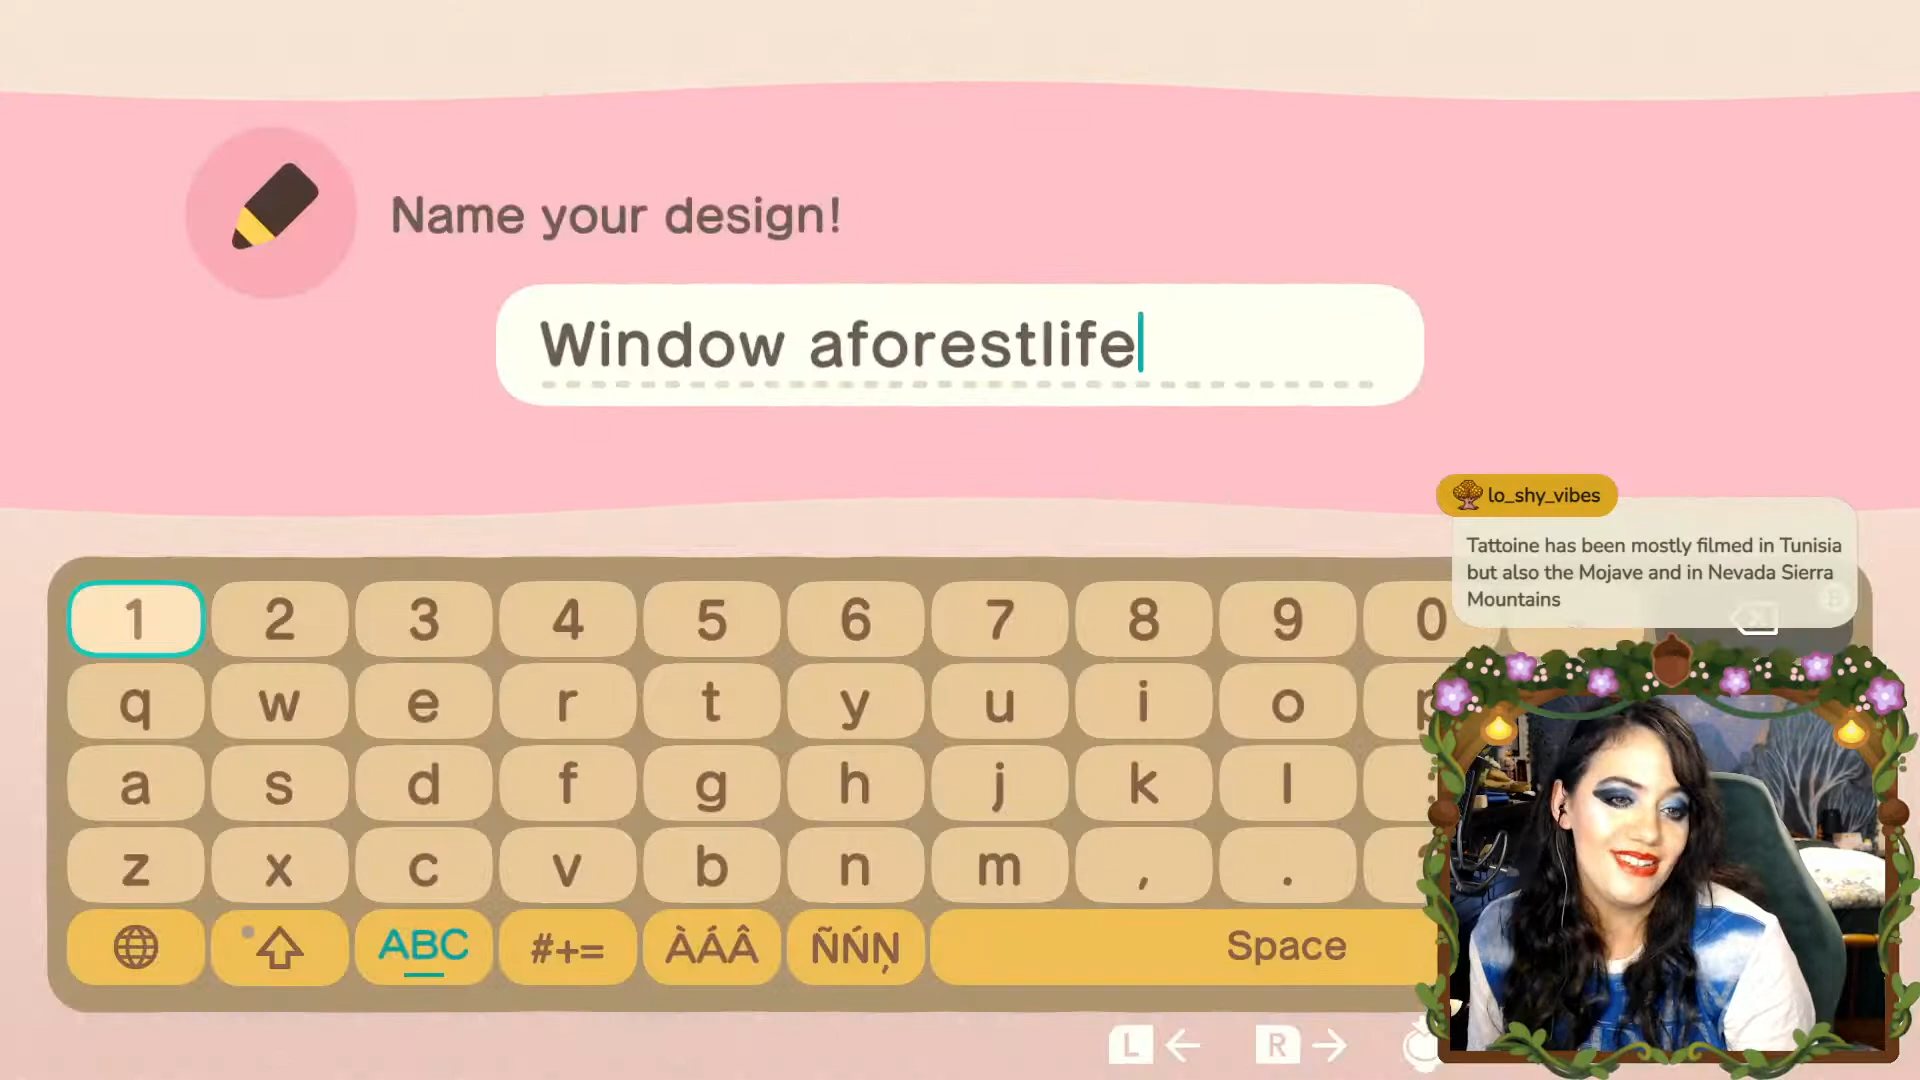 Name your design!
Window aforestlife
lo_shy_vibes
Tattoine has been mostly filmed in Tunisia
but also the Mojave and in Nevada Sierra
Mountains
1 2 3 4 5 6 7 8 9 0
q w e r t y u i o p
a s d f g h j k l
z x c v b n m , .
ABC #+= ÀÁÂ ÑŃŅ Space
L R